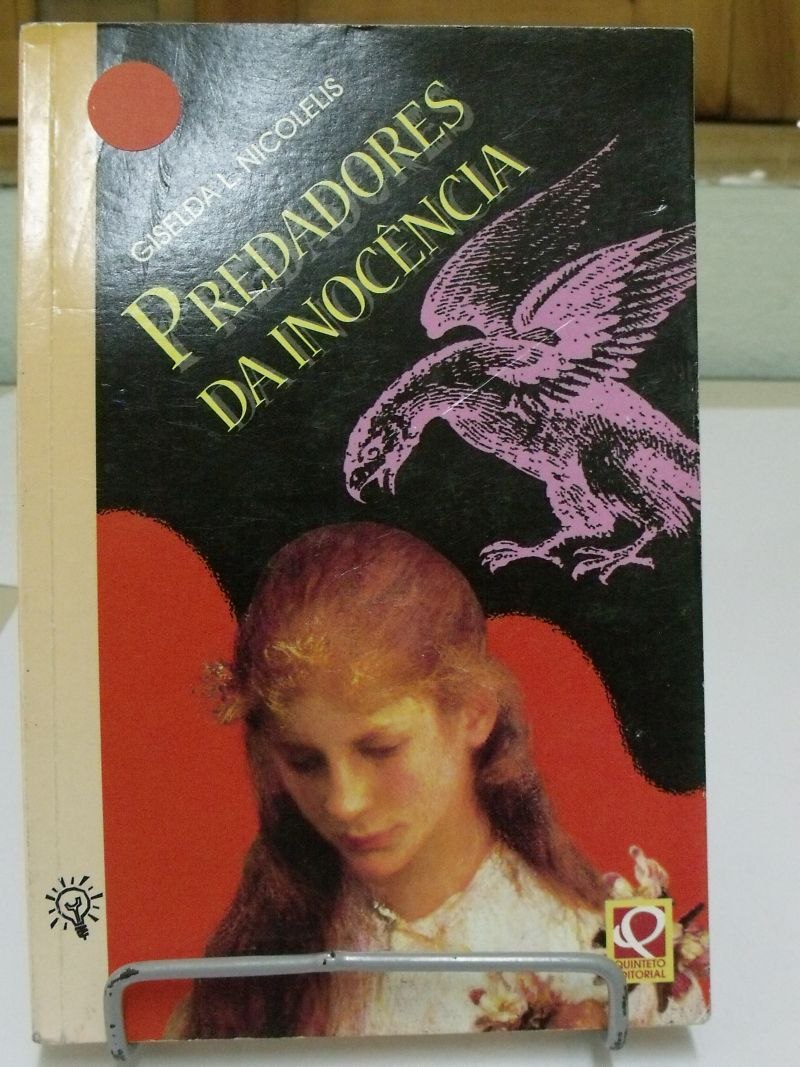 GISELDA L. NICOLELIS
PREDADORES
DA INOCÊNCIA
QUINTETO
EDITORIAL